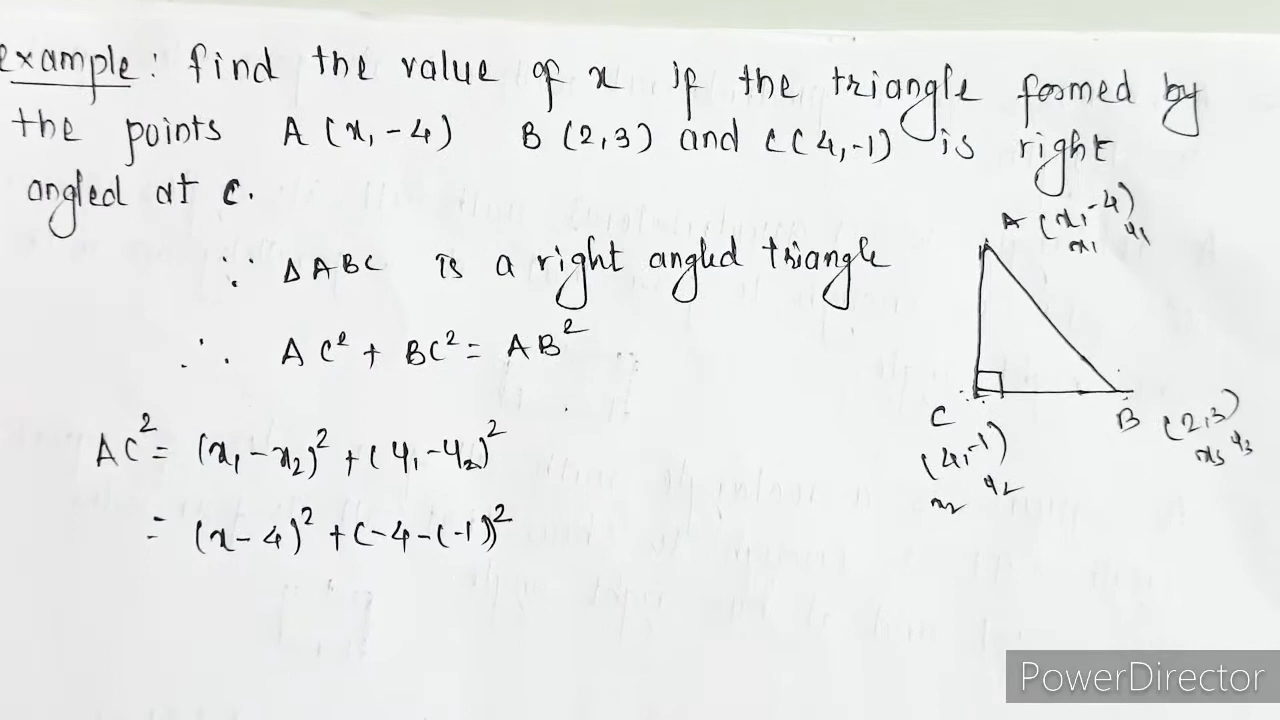 example: find the value of x if the triangle formed by
the points A (x, -4) B (2,3) and C(4,-1) is right
angled at C.
∵ ΔABC is a right angled triangle
∴ AC² + BC² = AB²
AC² = (x₁-x₂)² + (y₁-y₂)²
= (x-4)² + (-4-(-1))²
A (x, -4)
x₁ y₁
C
(4, -1)
x₂ y₂
B (2,3)
x₃ y₃
PowerDirector